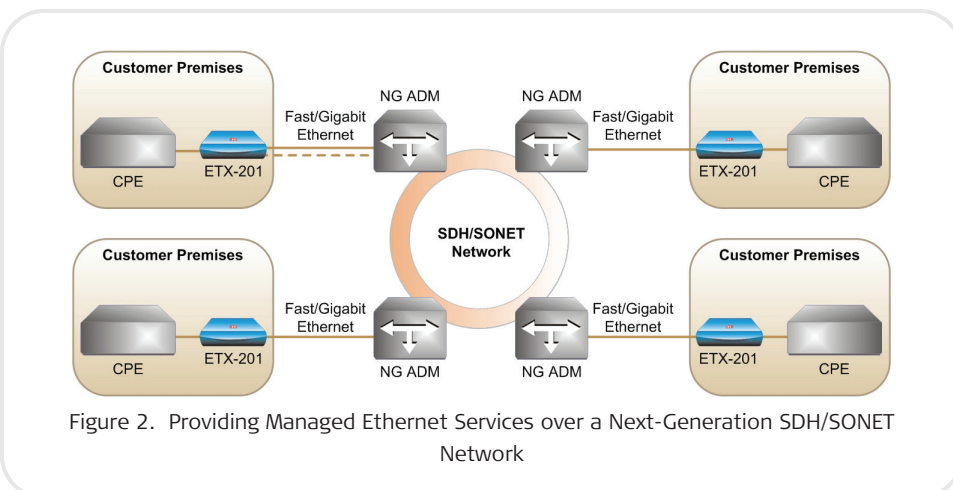 Customer Premises
CPE
ETX-201
Fast/Gigabit
Ethernet
NG ADM
NG ADM
Fast/Gigabit
Ethernet
Customer Premises
ETX-201
CPE
SDH/SONET
Network
Customer Premises
CPE
ETX-201
Fast/Gigabit
Ethernet
NG ADM
NG ADM
Fast/Gigabit
Ethernet
Customer Premises
ETX-201
CPE
Figure 2. Providing Managed Ethernet Services over a Next-Generation SDH/SONET
Network